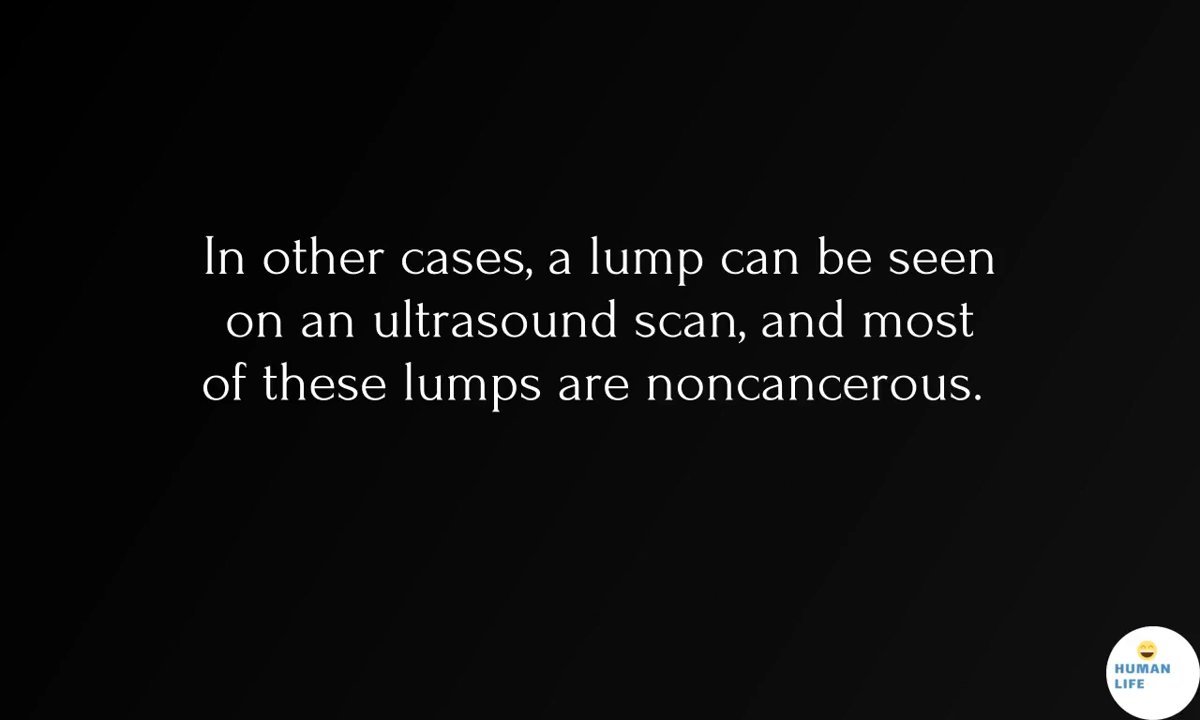 In other cases, a lump can be seen
on an ultrasound scan, and most
of these lumps are noncancerous.
HUMAN
LIFE